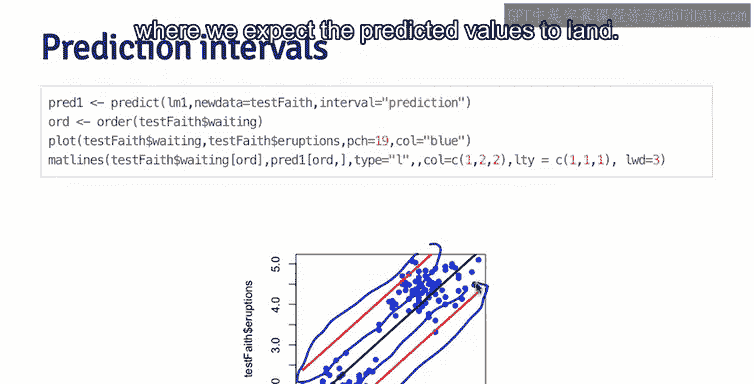 where we expect the predicted values to land.
Prediction intervals
pred1 <- predict(lm1,newdata=testFaith,interval="prediction")
ord <- order(testFaith$waiting)
plot(testFaith$waiting,testFaith$eruptions,pch=19,col="blue")
matlines(testFaith$waiting[ord],pred1[ord,],type="l",,col=c(1,2,2),lty = c(1,1,1), lwd=3)
5.0
4.0
3.0
testFaith$eruptions